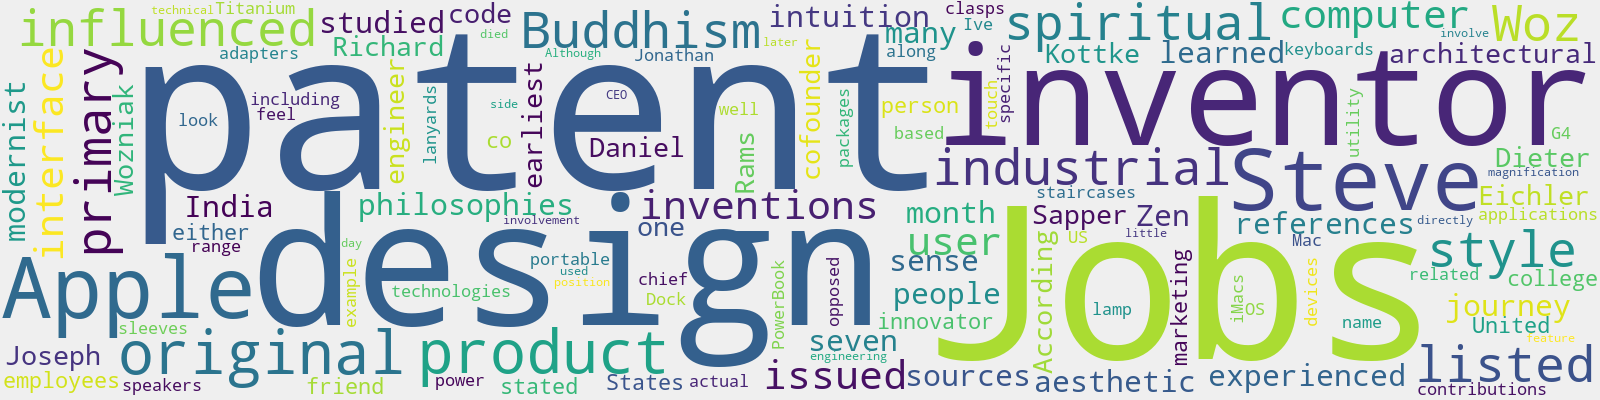 technical Titanium
influenced
studied
code
Buddhism
died
intuition
clasps
Ive
spiritual
computer
Woz
adapters
Richard
Although
Jonathan
later
many
along
Kottke
learned
keyboards
involve
architectural
modernist
interface
primary
Wozniak
look
including
feel
patent
engineer
lanyards
side
co
earliest
CEO
Daniel
well
Rams
cofounder
packages
person
based
inventor
touch
specific
utility
G4
Dieter
magnification
industrial
staircases
Steve
Eichler
applications
India
either
range
philosophies
involvement
inventions
one
month
user
Sapper
Zen
little
references
directly
Apple
design
day
example
technologies
portable
used
position
chief
Dock
PowerBook
opposed
sense
people
innovator
According
US
Jobs
lamp
marketing
Mac
iMacs
OS
devices
name
style
related
college
journey
United
feature
sleeves
Joseph
original
product
seven
engineering
employees
speakers
friend
power
stated
States
actual
issued
sources
aesthetic
experienced
listed
contributions